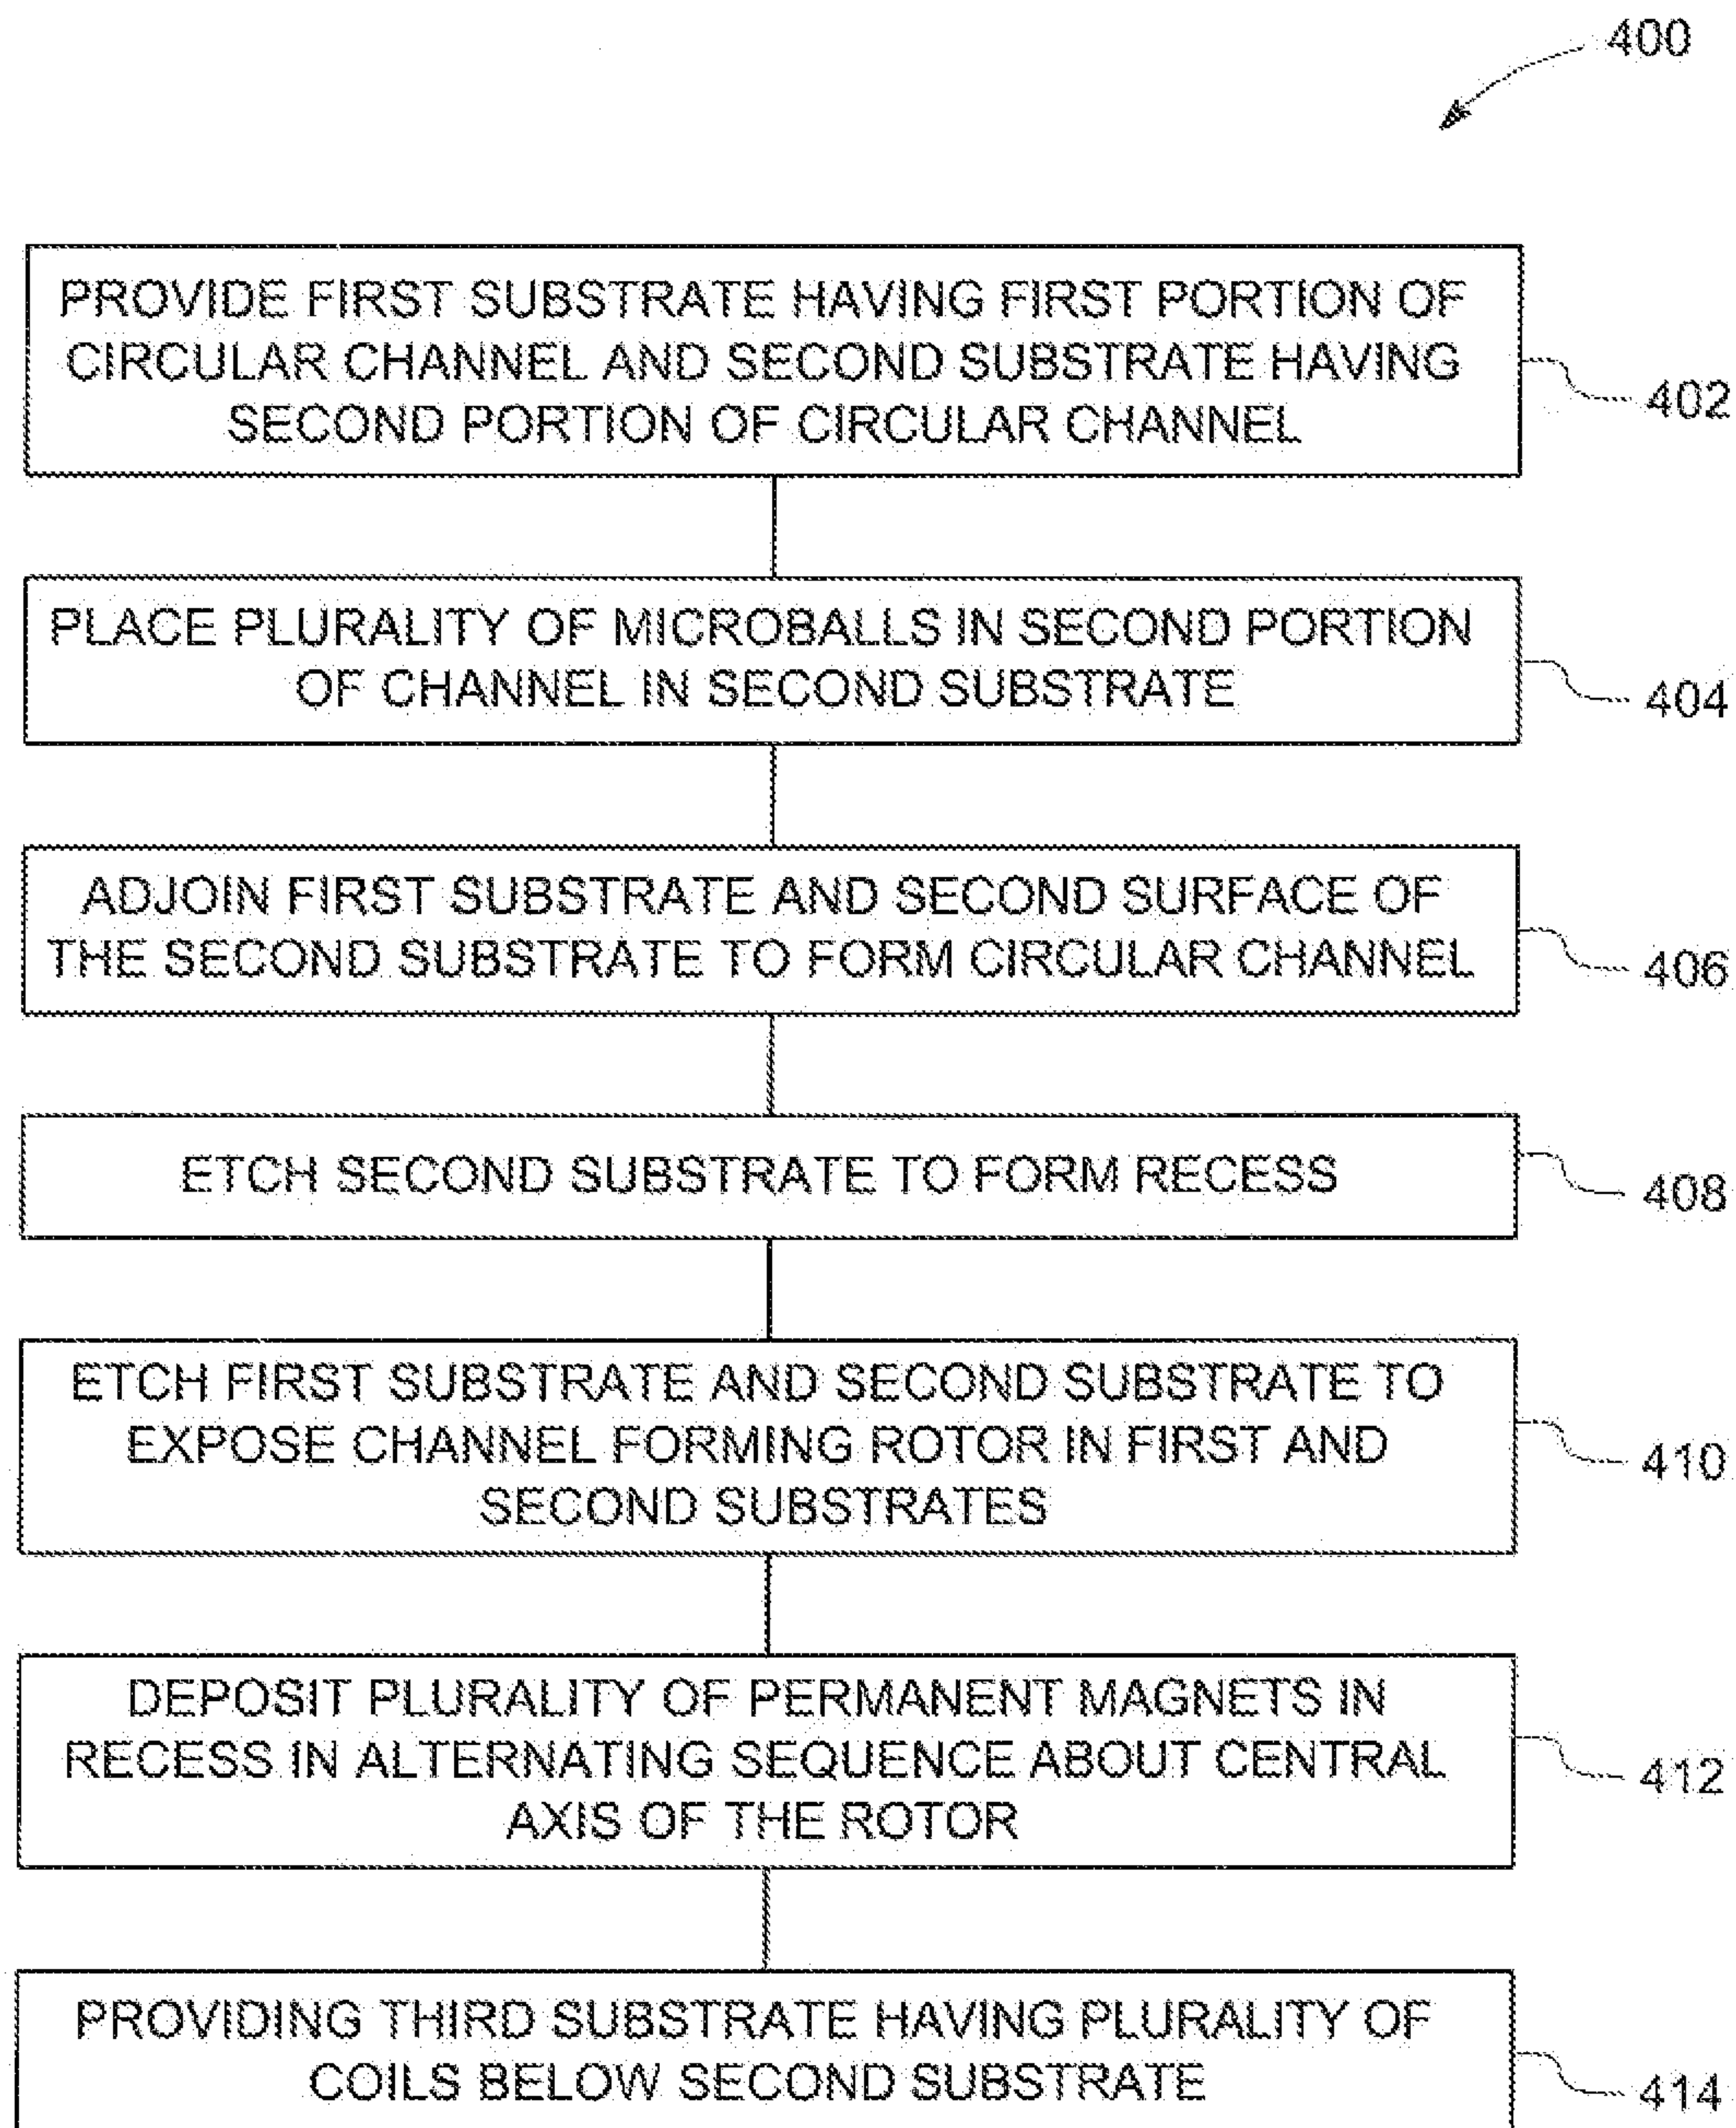 400
PROVIDE FIRST SUBSTRATE HAVING FIRST PORTION OF
CIRCULAR CHANNEL AND SECOND SUBSTRATE HAVING
SECOND PORTION OF CIRCULAR CHANNEL
402
PLACE PLURALITY OF MICROBALLS IN SECOND PORTION
OF CHANNEL IN SECOND SUBSTRATE
404
ADJOIN FIRST SUBSTRATE AND SECOND SURFACE OF
THE SECOND SUBSTRATE TO FORM CIRCULAR CHANNEL
406
ETCH SECOND SUBSTRATE TO FORM RECESS
408
ETCH FIRST SUBSTRATE AND SECOND SUBSTRATE TO
EXPOSE CHANNEL FORMING ROTOR IN FIRST AND
SECOND SUBSTRATES
410
DEPOSIT PLURALITY OF PERMANENT MAGNETS IN
RECESS IN ALTERNATING SEQUENCE ABOUT CENTRAL
AXIS OF THE ROTOR
412
PROVIDING THIRD SUBSTRATE HAVING PLURALITY OF
COILS BELOW SECOND SUBSTRATE
414